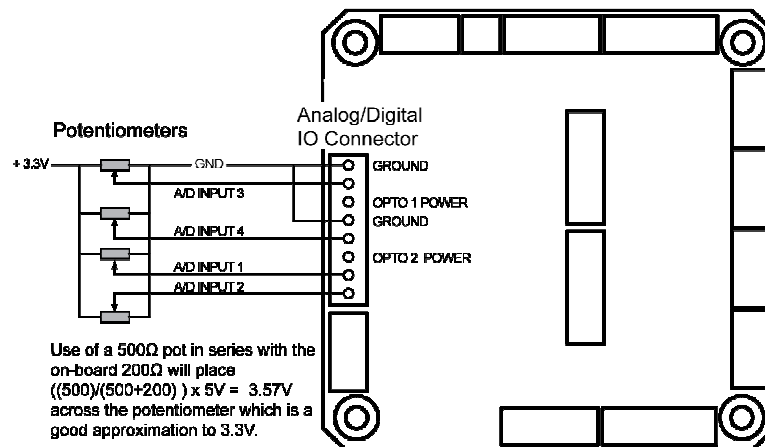 Analog/Digital
IO Connector
Potentiometers
+ 3.3V
GND
GROUND
A/D INPUT 3
OPTO 1 POWER
GROUND
A/D INPUT 4
OPTO 2 POWER
A/D INPUT 1
A/D INPUT 2
Use of a 500Ω pot in series with the
on-board 200Ω will place
((500)/(500+200) ) x 5V = 3.57V
across the potentiometer which is a
good approximation to 3.3V.